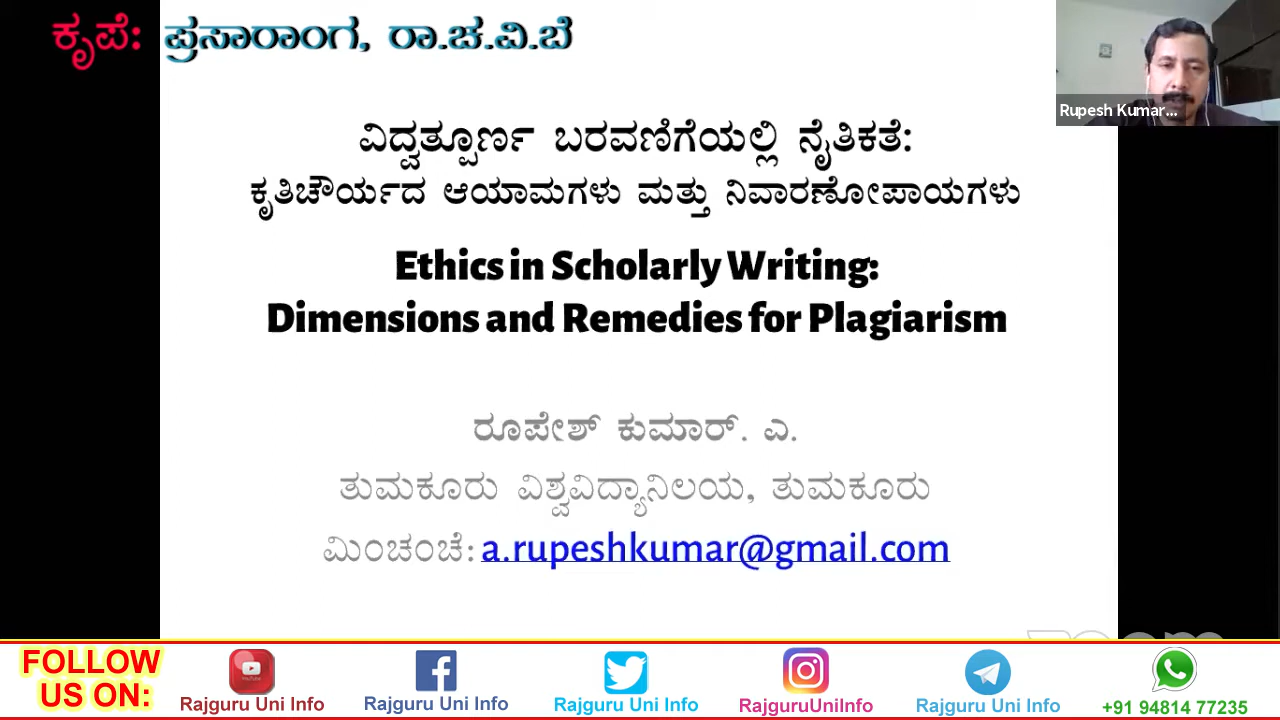 ಕೃಪೆ: ಪ್ರಸಾರಾಂಗ, ರಾ.ಚ.ವಿ.ಬೆ
Rupesh Kumar...
ವಿದ್ವತ್ಪೂರ್ಣ ಬರವಣಿಗೆಯಲ್ಲಿ ನೈತಿಕತೆ:
ಕೃತಿಚೌರ್ಯದ ಆಯಾಮಗಳು ಮತ್ತು ನಿವಾರಣೋಪಾಯಗಳು
Ethics in Scholarly Writing:
Dimensions and Remedies for Plagiarism
ರೂಪೇಶ್ ಕುಮಾರ್. ಎ.
ತುಮಕೂರು ವಿಶ್ವವಿದ್ಯಾನಿಲಯ, ತುಮಕೂರು
ಮಿಂಚಂಚೆ: a.rupeshkumar@gmail.com
FOLLOW
US ON:
Rajguru Uni Info
Rajguru Uni Info
Rajguru Uni Info
RajguruUniInfo
Rajguru Uni Info
+91 94814 77235